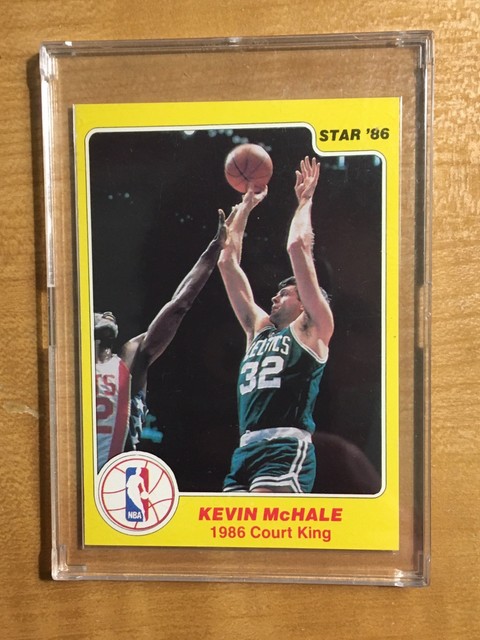 STAR '86
CELTICS
32
NBA
KEVIN McHALE
1986 Court King